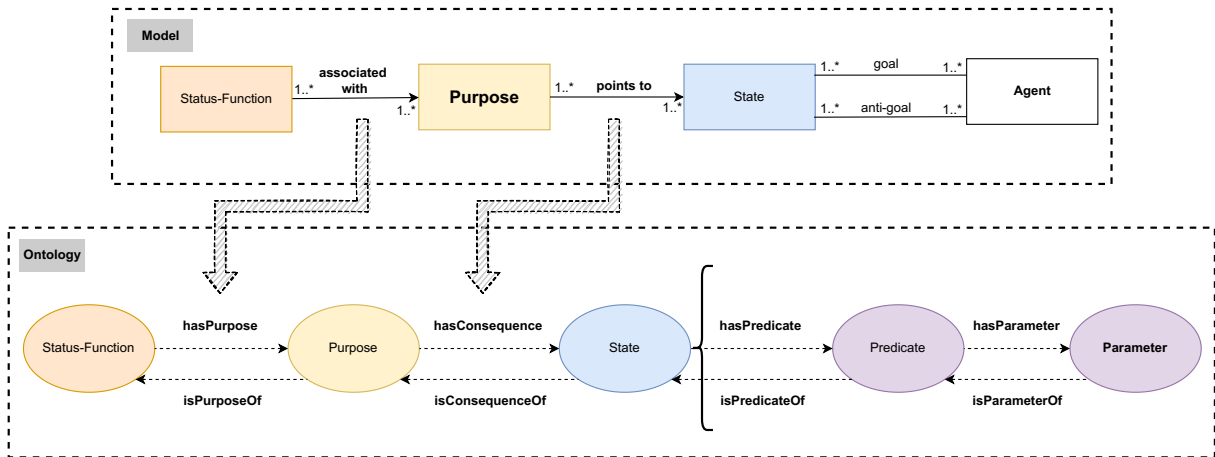 Model
Status-Function
1..*
associated
with
1..*
Purpose
1..*
points to
1..*
State
1..*
goal
1..*
1..*
anti-goal
1..*
Agent
Ontology
Status-Function
hasPurpose
isPurposeOf
Purpose
hasConsequence
isConsequenceOf
State
hasPredicate
isPredicateOf
Predicate
hasParameter
isParameterOf
Parameter